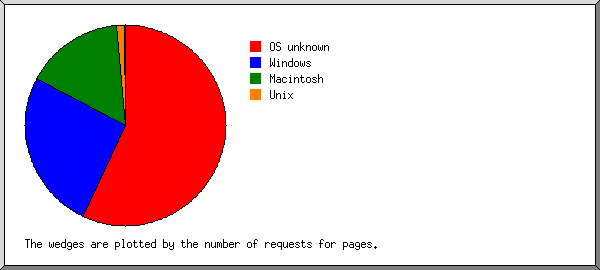 OS unknown
Windows
Macintosh
Unix
The wedges are plotted by the number of requests for pages.